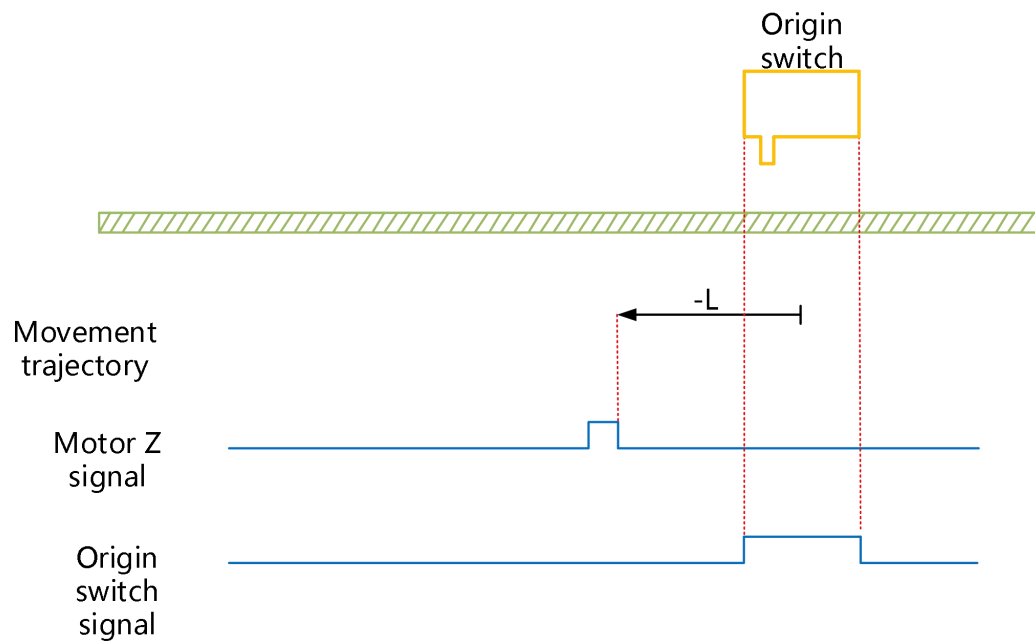 Origin
switch
-L
Movement
trajectory
Motor Z
signal
Origin
switch
signal